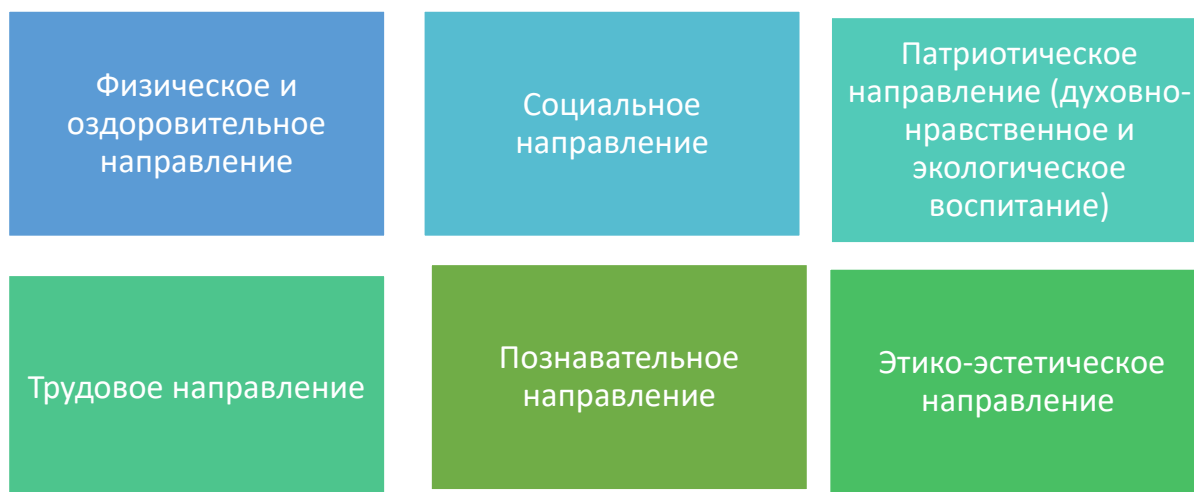 Физическое и
оздоровительное
направление
Социальное
направление
Патриотическое
направление (духовно-
нравственное и
экологическое
воспитание)
Трудовое направление
Познавательное
направление
Этико-эстетическое
направление